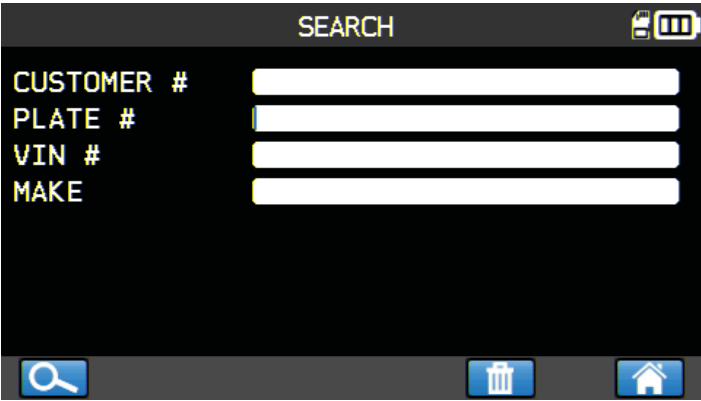 SEARCH
CUSTOMER #
PLATE #
VIN #
MAKE